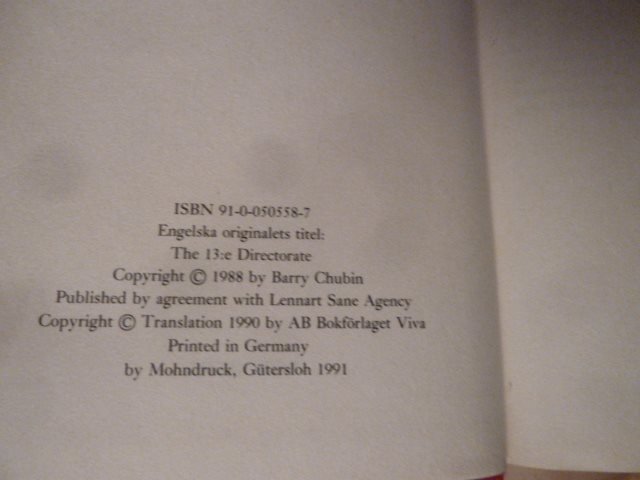 ISBN 91-0-050558-7
Engelska originalets titel:
The 13:e Directorate
Copyright © 1988 by Barry Chubin
Published by agreement with Lennart Sane Agency
Copyright © Translation 1990 by AB Bokförlaget Viva
Printed in Germany
by Mohndruck, Gütersloh 1991